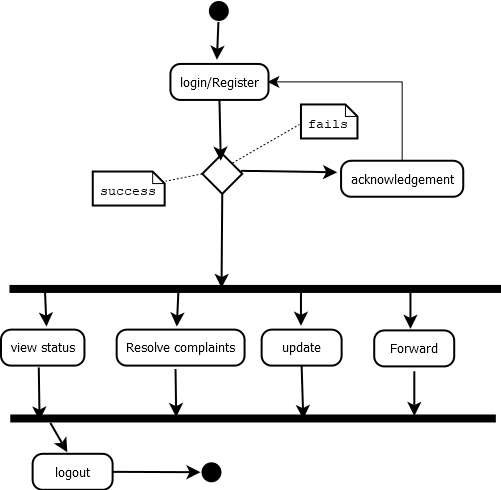 login/Register
fails
success
acknowledgement
view status
Resolve complaints
update
Forward
logout